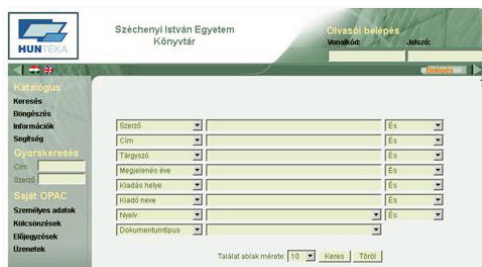 HUNTÉKA
Széchenyi István Egyetem
Könyvtár
Olvasói belépés
Vonalkód: Jelszó:
Belépés
Katalógus
Keresés
Böngészés
Információk
Segítség
Gyorskeresés
Cím
Szerző
Saját OPAC
Személyes adatok
Kölcsönzések
Előjegyzések
Üzenetek
Szerző És
Cím És
Tárgyszó És
Megjelenés éve És
Kiadás helye És
Kiadó neve És
Nyelv És
Dokumentumtípus
Találat ablak mérete: 10 Keres Töröl